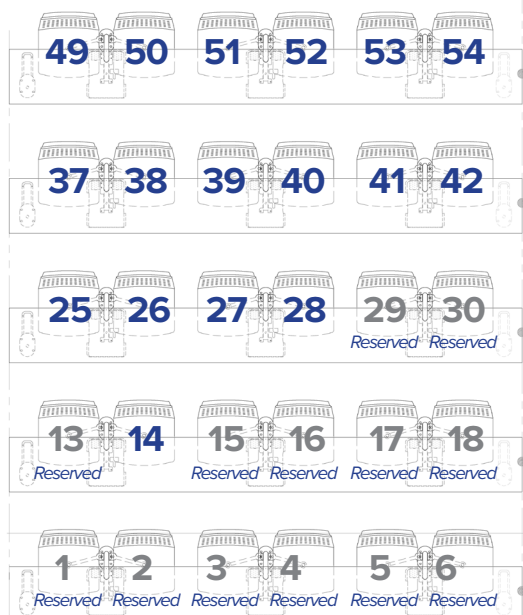 49 50 51 52 53 54
37 38 39 40 41 42
25 26 27 28 29 30
Reserved Reserved
13 14 15 16 17 18
Reserved Reserved Reserved Reserved Reserved
1 2 3 4 5 6
Reserved Reserved Reserved Reserved Reserved Reserved